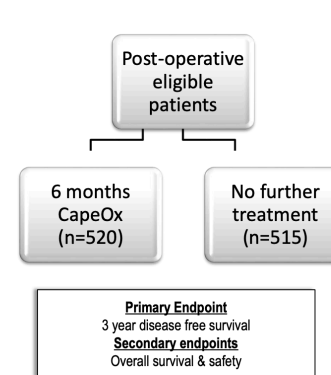 Post-operative
eligible
patients
6 months
CapeOx
(n=520)
No further
treatment
(n=515)
Primary Endpoint
3 year disease free survival
Secondary endpoints
Overall survival & safety